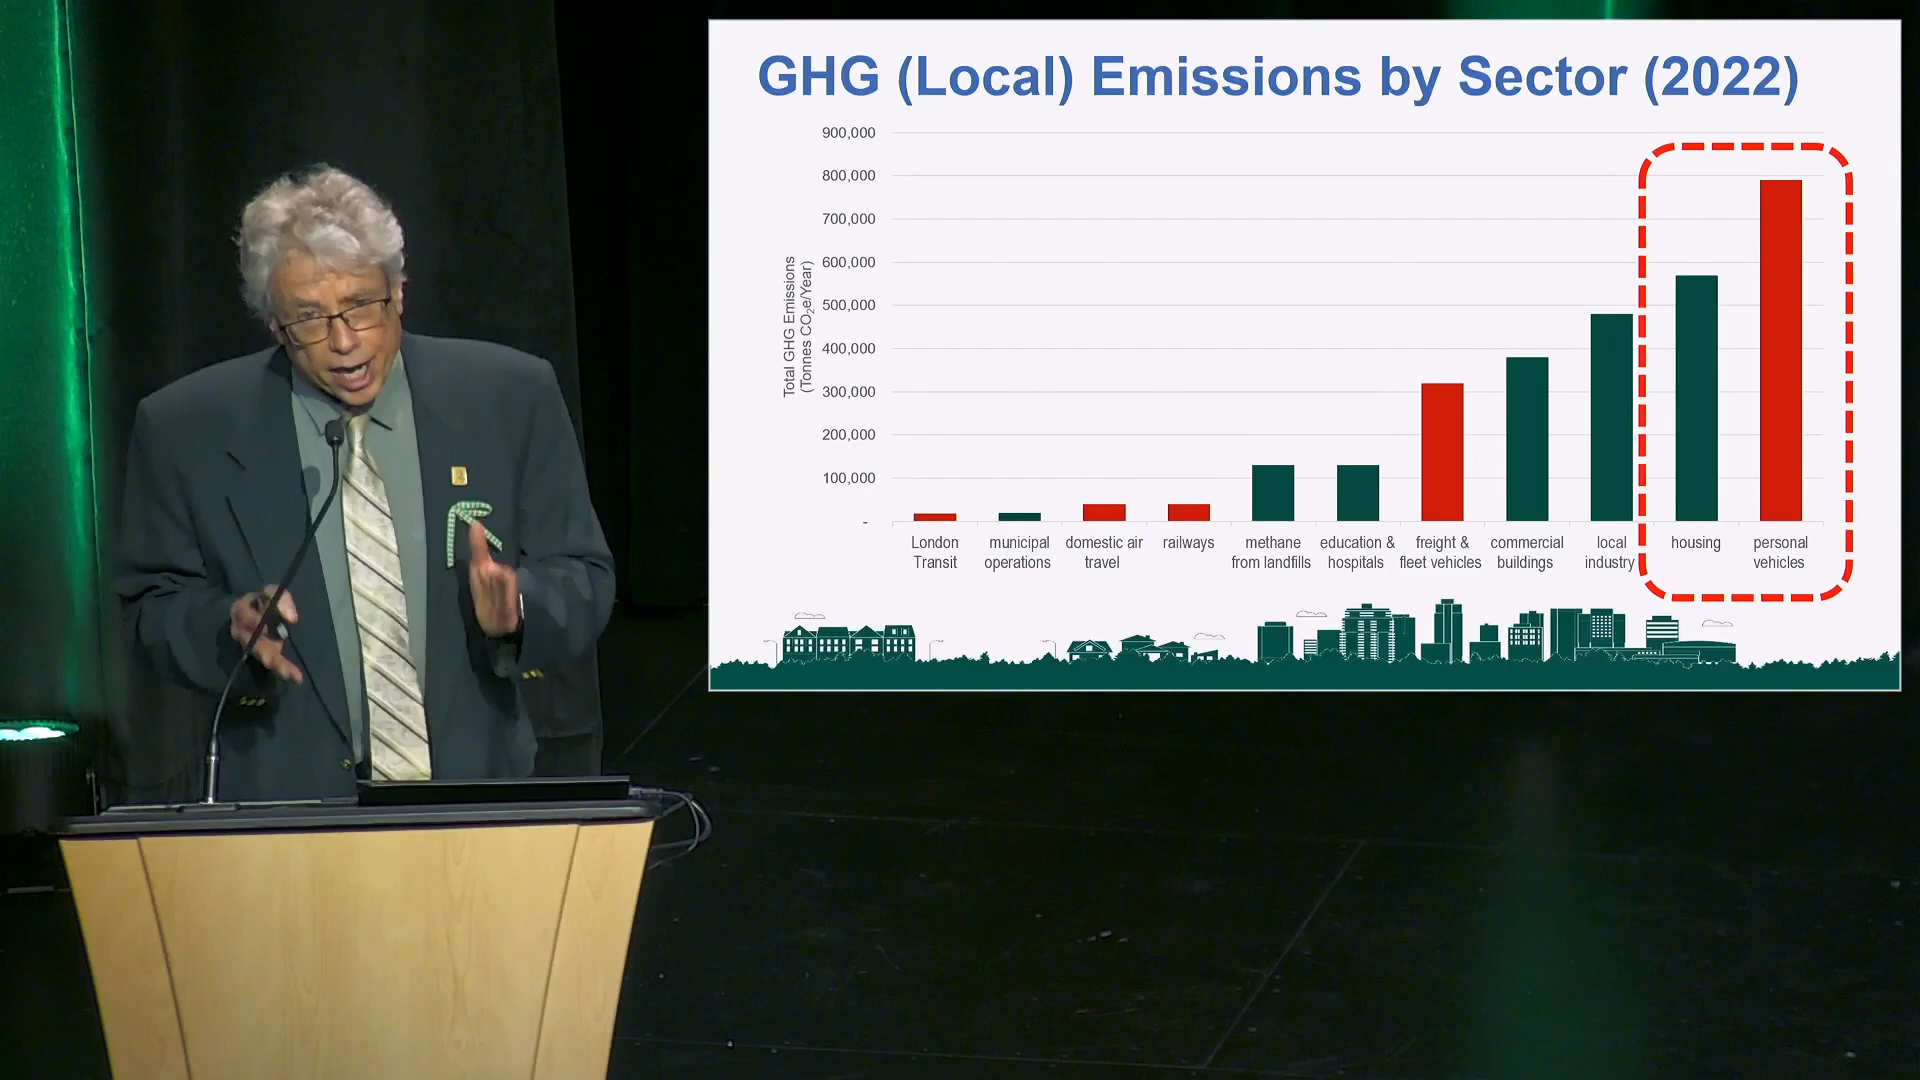 GHG (Local) Emissions by Sector (2022)
Total GHG Emissions
(Tonnes CO₂e/Year)
900,000
800,000
700,000
600,000
500,000
400,000
300,000
200,000
100,000
-
London
Transit
municipal
operations
domestic air
travel
railways
methane
from landfills
education &
hospitals
freight &
fleet vehicles
commercial
buildings
local
industry
housing
personal
vehicles